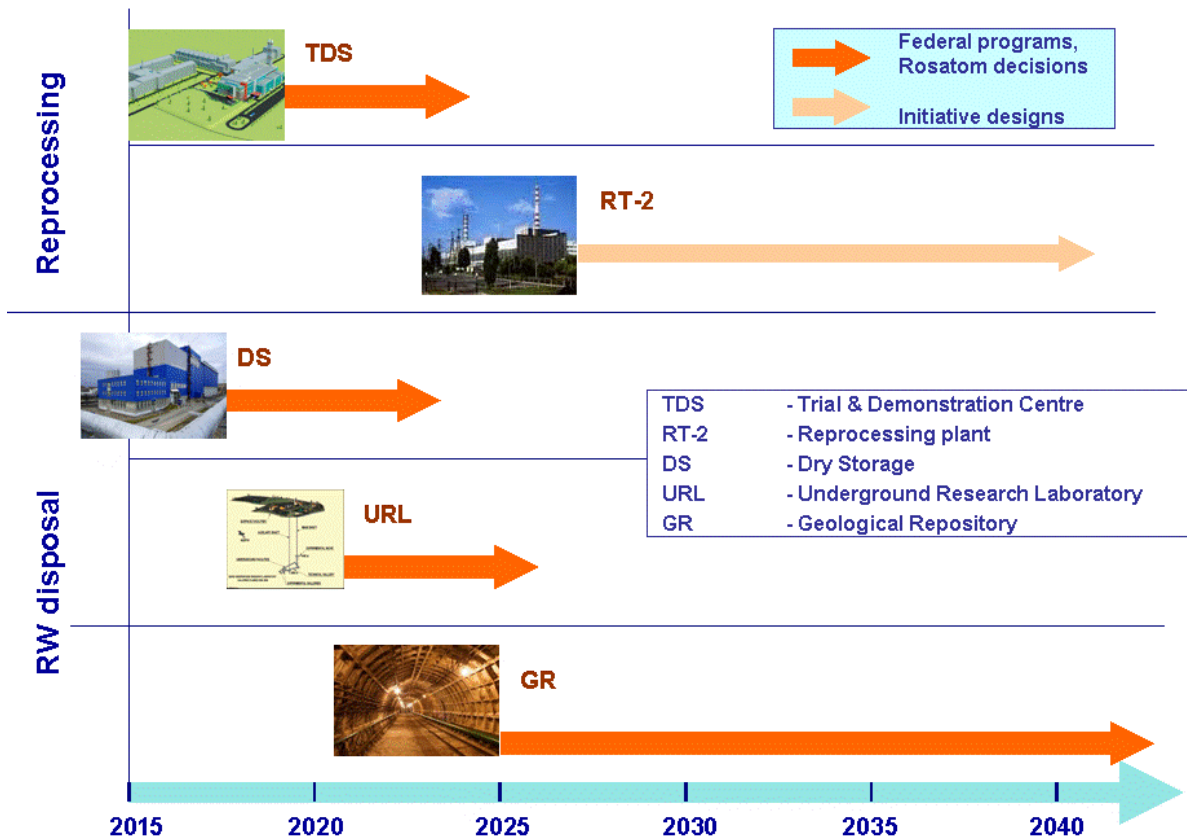 Reprocessing
TDS
Federal programs,
Rosatom decisions
Initiative designs
RT-2
RW disposal
DS
TDS - Trial & Demonstration Centre
RT-2 - Reprocessing plant
DS - Dry Storage
URL - Underground Research Laboratory
GR - Geological Repository
URL
GR
2015 2020 2025 2030 2035 2040